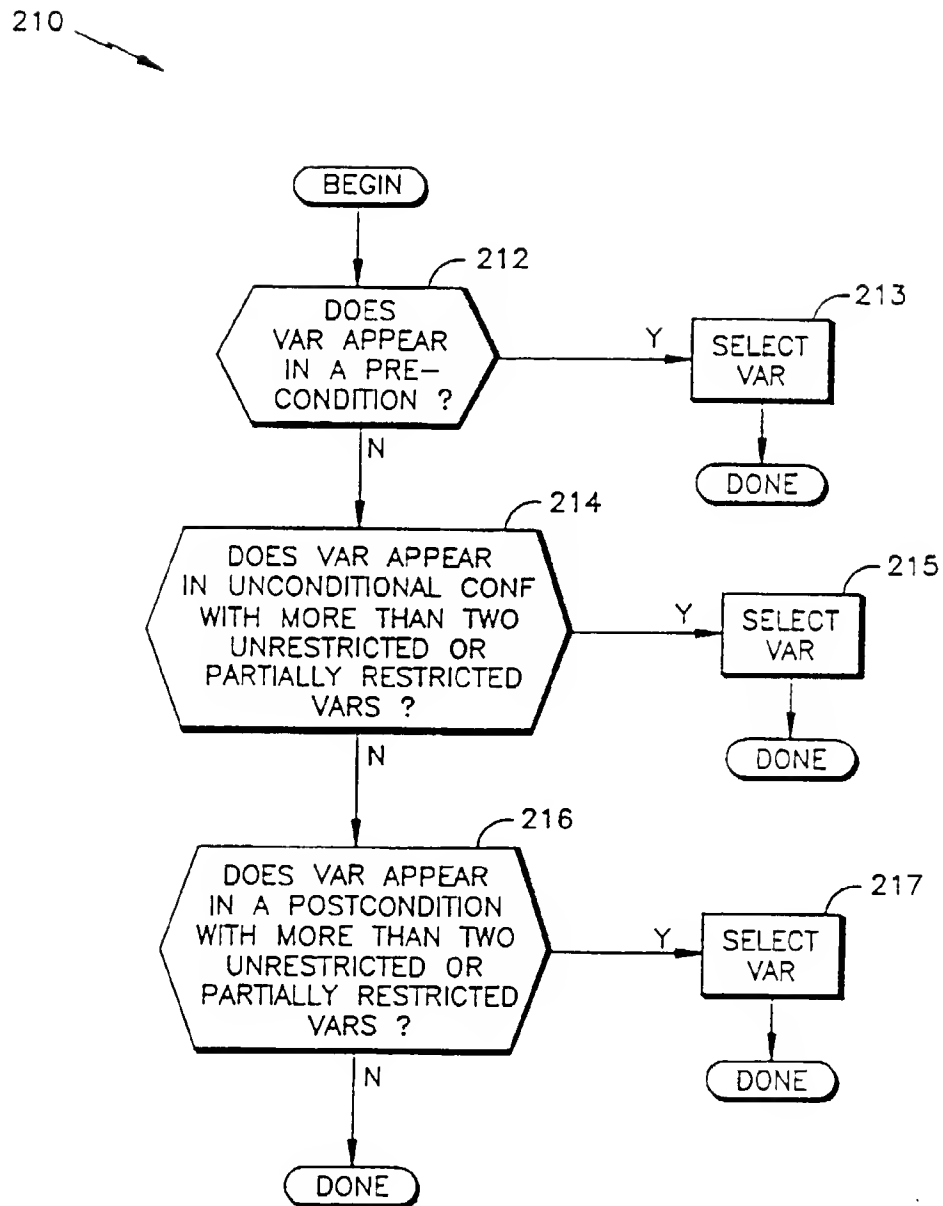 210
BEGIN
212
DOES
VAR APPEAR
IN A PRE-
CONDITION ?
Y
213
SELECT
VAR
DONE
N
214
DOES VAR APPEAR
IN UNCONDITIONAL CONF
WITH MORE THAN TWO
UNRESTRICTED OR
PARTIALLY RESTRICTED
VARS ?
Y
215
SELECT
VAR
DONE
N
216
DOES VAR APPEAR
IN A POSTCONDITION
WITH MORE THAN TWO
UNRESTRICTED OR
PARTIALLY RESTRICTED
VARS ?
Y
217
SELECT
VAR
DONE
N
DONE